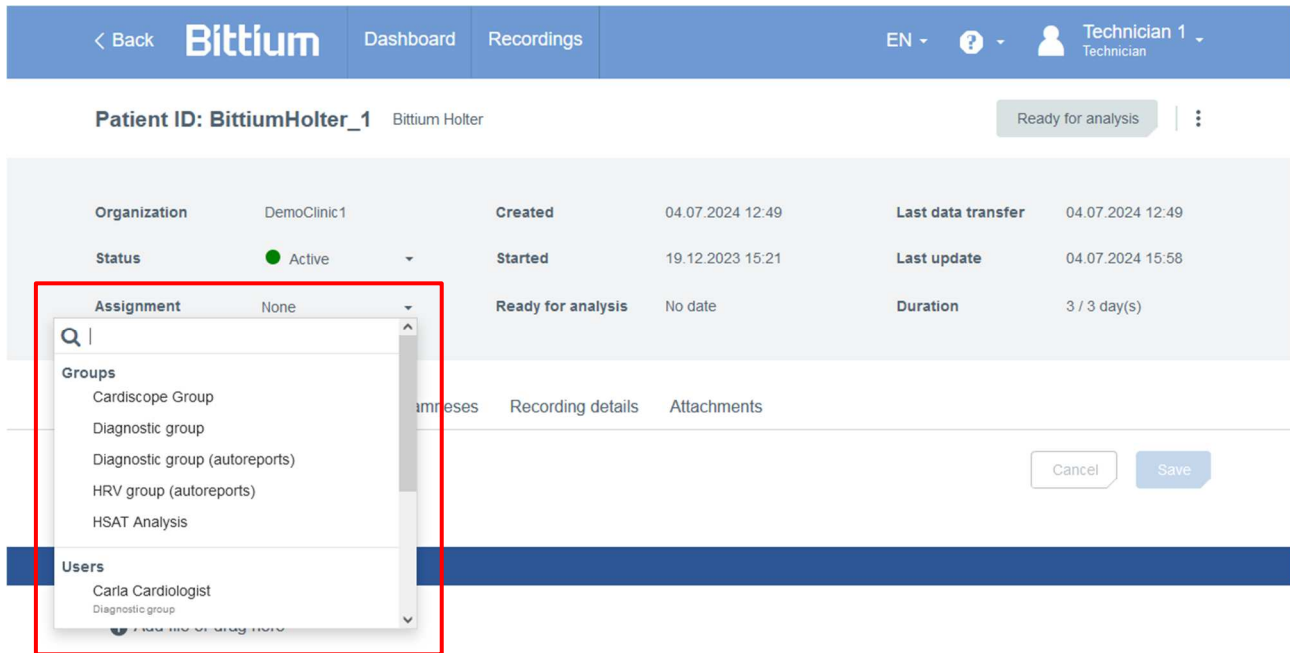 < Back Bittium Dashboard Recordings EN ? Technician 1
Technician
Patient ID: BittiumHolter_1 Bittium Holter Ready for analysis
Organization DemoClinic1 Created 04.07.2024 12:49 Last data transfer 04.07.2024 12:49
Status Active Started 19.12.2023 15:21 Last update 04.07.2024 15:58
Assignment None Ready for analysis No date Duration 3 / 3 day(s)
Groups
Cardiscope Group
Diagnostic group
Diagnostic group (autoreports)
HRV group (autoreports)
HSAT Analysis
Users
Carla Cardiologist
Diagnostic group
Recording details Attachments
Cancel Save